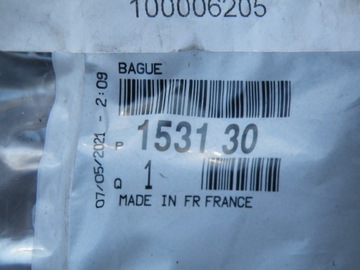 100006205
BAGUE
P 1531 30
Q 1
MADE IN FR FRANCE
07/05/2021 - 2:09